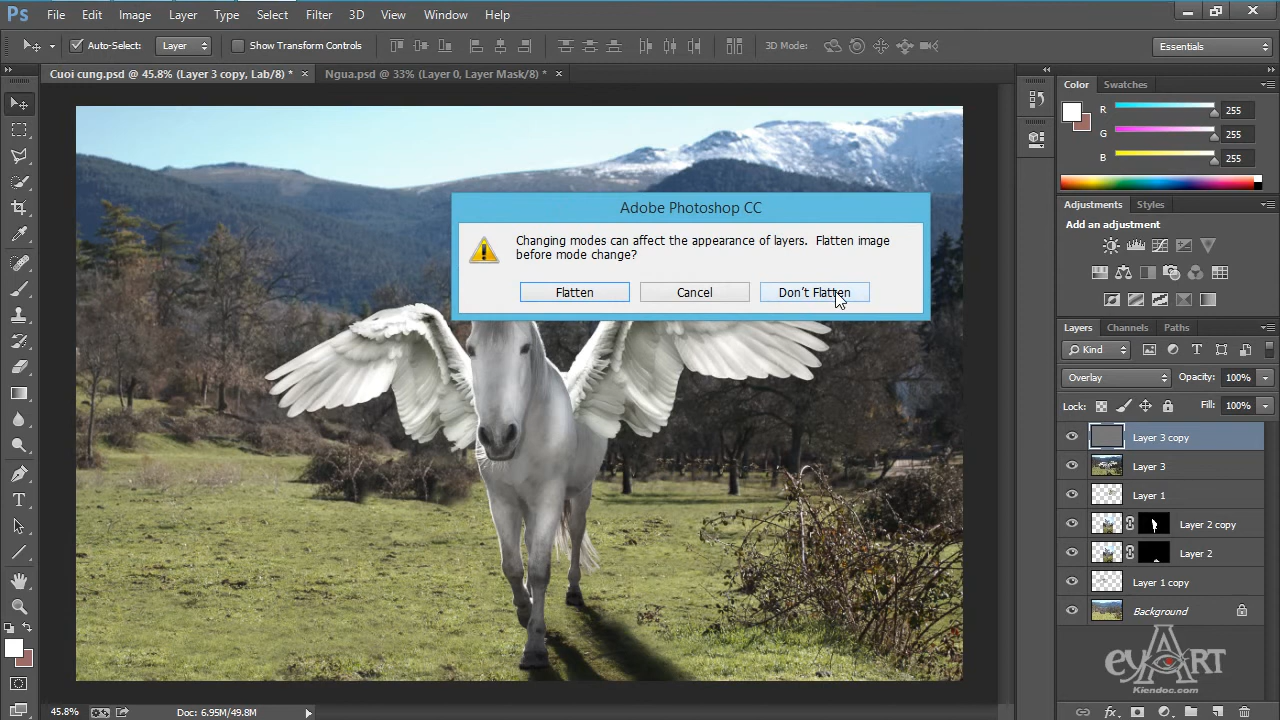 Ps File Edit Image Layer Type Select Filter 3D View Window Help
Auto-Select: Layer Show Transform Controls 3D Mode: Essentials
Cuoi cung.psd @ 45.8% (Layer 3 copy, Lab/8) * Ngua.psd @ 33% (Layer 0, Layer Mask/8) *
Color Swatches
R 255
G 255
B 255
Adobe Photoshop CC
Changing modes can affect the appearance of layers. Flatten image
before mode change?
Flatten Cancel Don't Flatten
Adjustments Styles
Add an adjustment
Layers Channels Paths
Kind
Overlay Opacity: 100%
Lock: Fill: 100%
Layer 3 copy
Layer 3
Layer 1
Layer 2 copy
Layer 2
Layer 1 copy
Background
eyART
Kiendoc.com
45.8% Doc: 6.95M/49.8M
fx